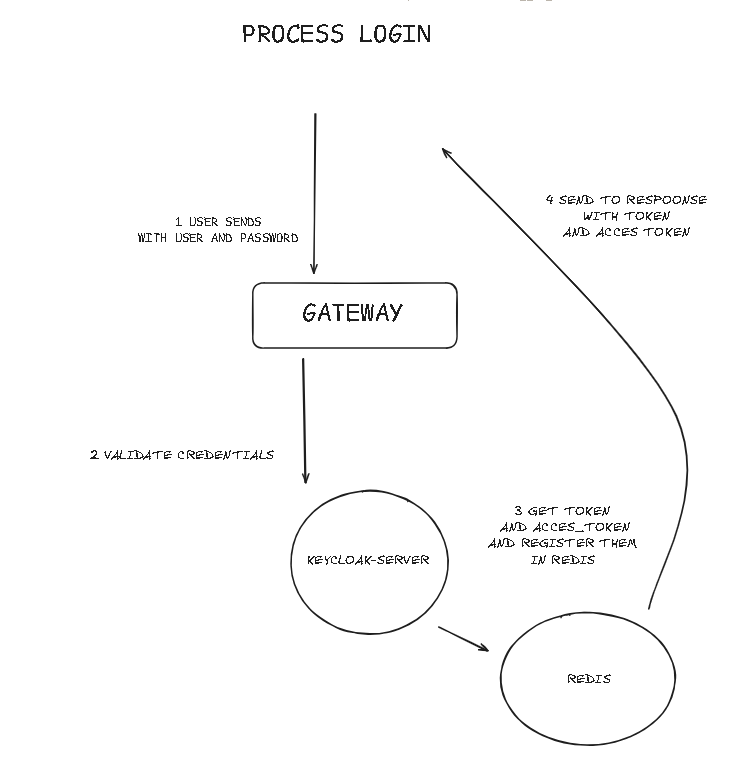 PROCESS LOGIN
1 USER SENDS
WITH USER AND PASSWORD
4 SEND TO RESPOONSE
WITH TOKEN
AND ACCES TOKEN
GATEWAY
2 VALIDATE CREDENTIALS
3 GET TOKEN
AND ACCES_TOKEN
AND REGISTER THEM
IN REDIS
KEYCLOAK-SERVER
REDIS